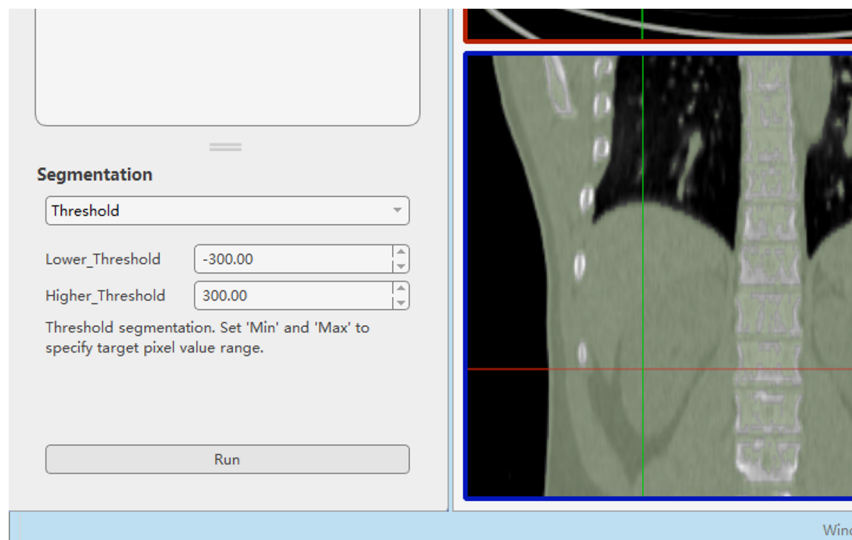 Segmentation
Threshold
Lower_Threshold -300.00
Higher_Threshold 300.00
Threshold segmentation. Set 'Min' and 'Max' to
specify target pixel value range.
Run